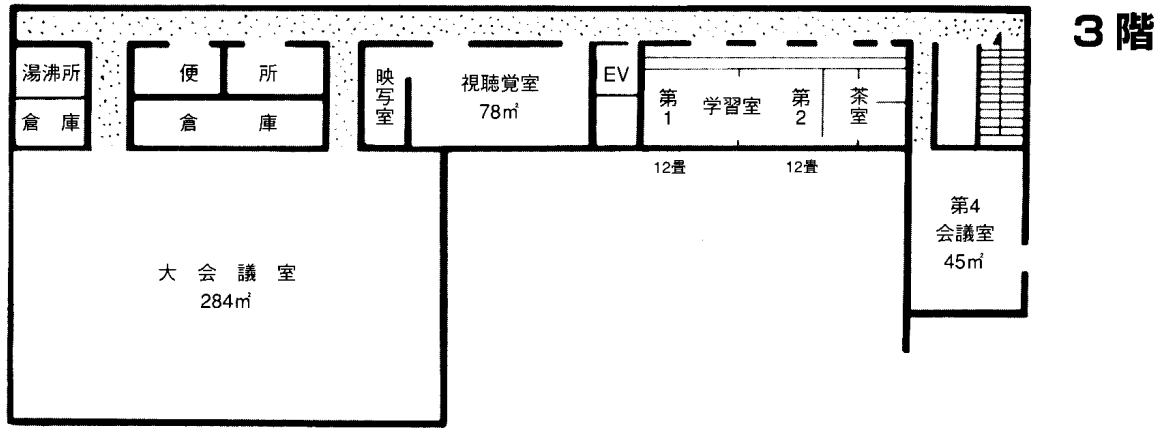 3階
湯沸所
倉庫
便所
倉庫
映写室
視聴覚室
78㎡
EV
第1
学習室
第2
茶室
12畳
12畳
大会議室
284㎡
第4
会議室
45㎡